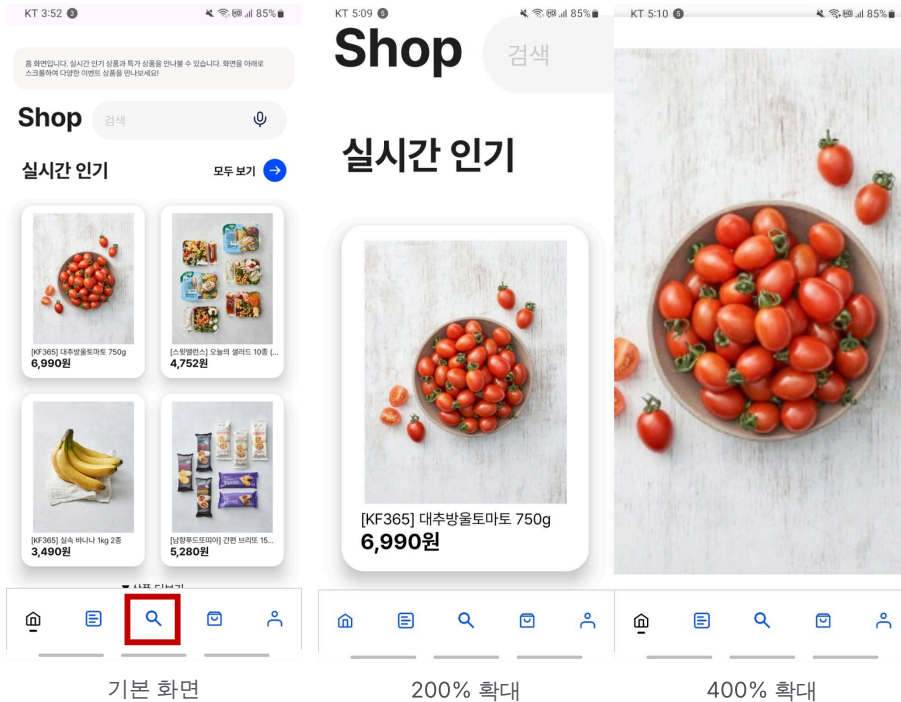 KT 3:52 3
85%
홈 화면입니다. 실시간 인기 상품과 특가 상품을 만나볼 수 있습니다. 화면을 아래로
스크롤하여 다양한 이벤트 상품을 만나보세요!
Shop
검색
실시간 인기
모두 보기
[KF365] 대추방울토마토 750g
6,990원
[스윗밸런스] 오늘의 샐러드 10종 (...
4,752원
[KF365] 실속 바나나 1kg 2종
3,490원
[남향푸드또띠아] 간편 브리또 15...
5,280원
기본 화면
KT 5:09 5
85%
Shop
검색
실시간 인기
[KF365] 대추방울토마토 750g
6,990원
200% 확대
KT 5:10 5
85%
400% 확대